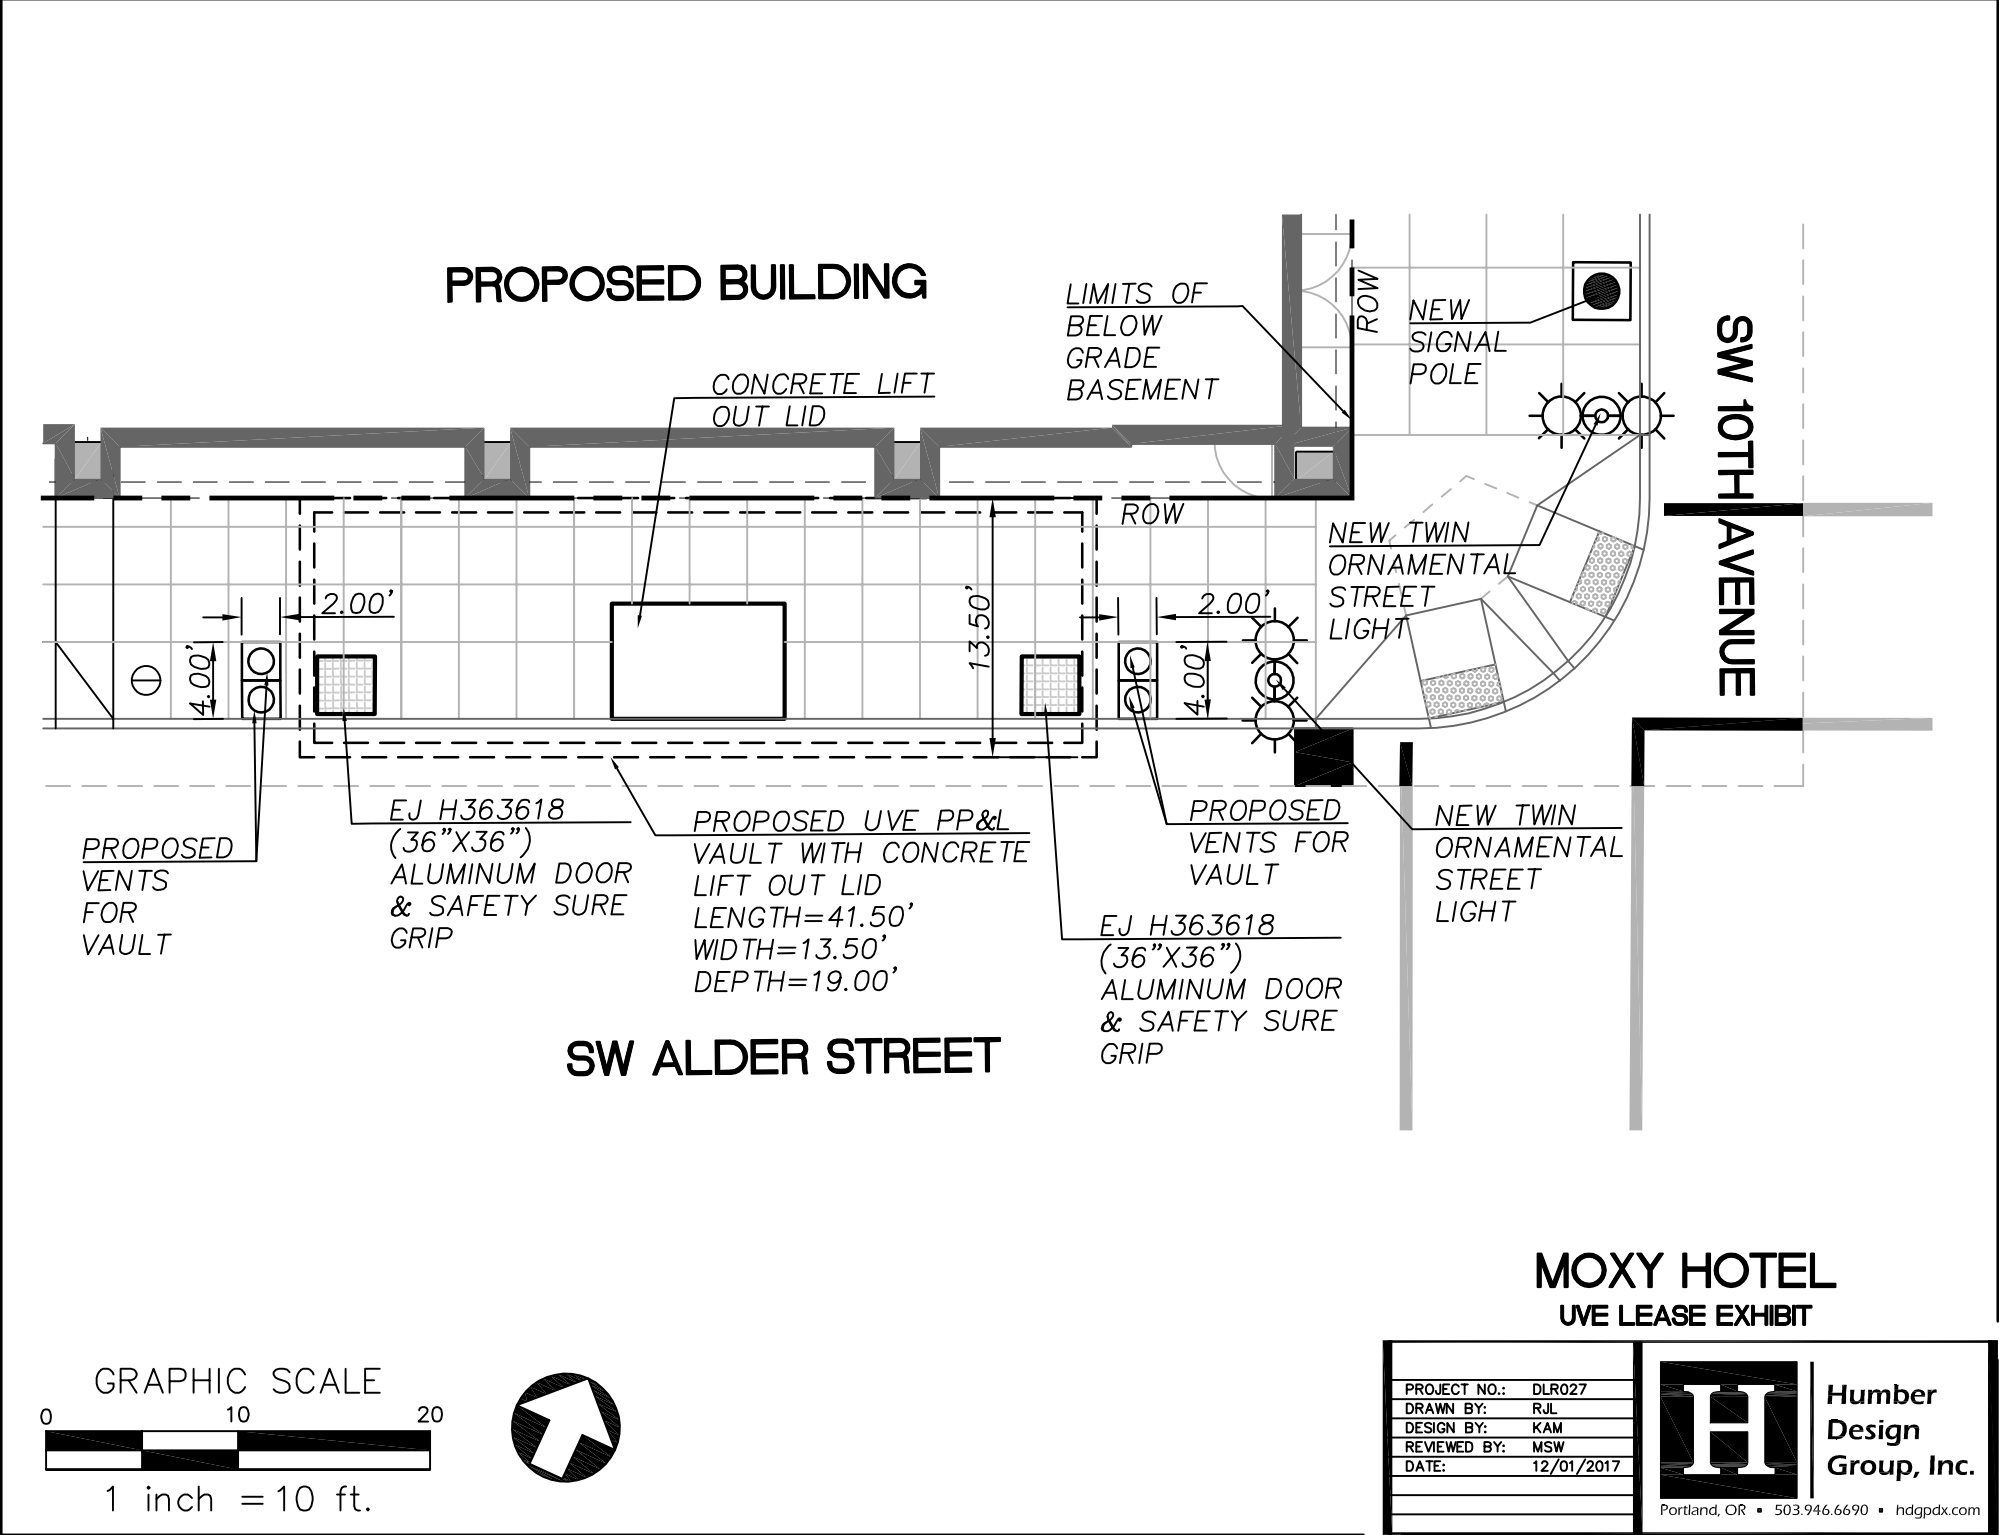 PROPOSED BUILDING
LIMITS OF
BELOW
GRADE
BASEMENT
ROW
NEW
SIGNAL
POLE
SW 10TH AVENUE
CONCRETE LIFT
OUT LID
ROW
NEW TWIN
ORNAMENTAL
STREET
LIGHT
2.00'
4.00'
13.50'
2.00'
4.00'
PROPOSED
VENTS
FOR
VAULT
EJ H363618
(36"X36")
ALUMINUM DOOR
& SAFETY SURE
GRIP
PROPOSED UVE PP&L
VAULT WITH CONCRETE
LIFT OUT LID
LENGTH=41.50'
WIDTH=13.50'
DEPTH=19.00'
PROPOSED
VENTS FOR
VAULT
EJ H363618
(36"X36")
ALUMINUM DOOR
& SAFETY SURE
GRIP
NEW TWIN
ORNAMENTAL
STREET
LIGHT
SW ALDER STREET
MOXY HOTEL
UVE LEASE EXHIBIT
GRAPHIC SCALE
0 10 20
1 inch =10 ft.
PROJECT NO.: DLR027
DRAWN BY: RJL
DESIGN BY: KAM
REVIEWED BY: MSW
DATE: 12/01/2017
H
Humber
Design
Group, Inc.
Portland, OR ▪ 503.946.6690 ▪ hdgpdx.com